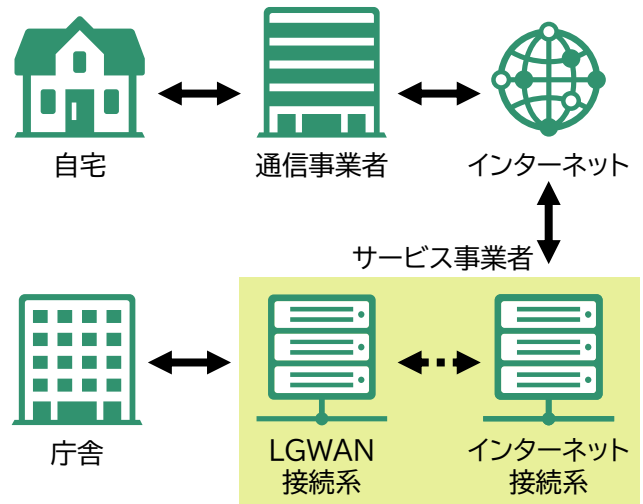 自宅
通信事業者
インターネット
サービス事業者
庁舎
LGWAN
接続系
インターネット
接続系